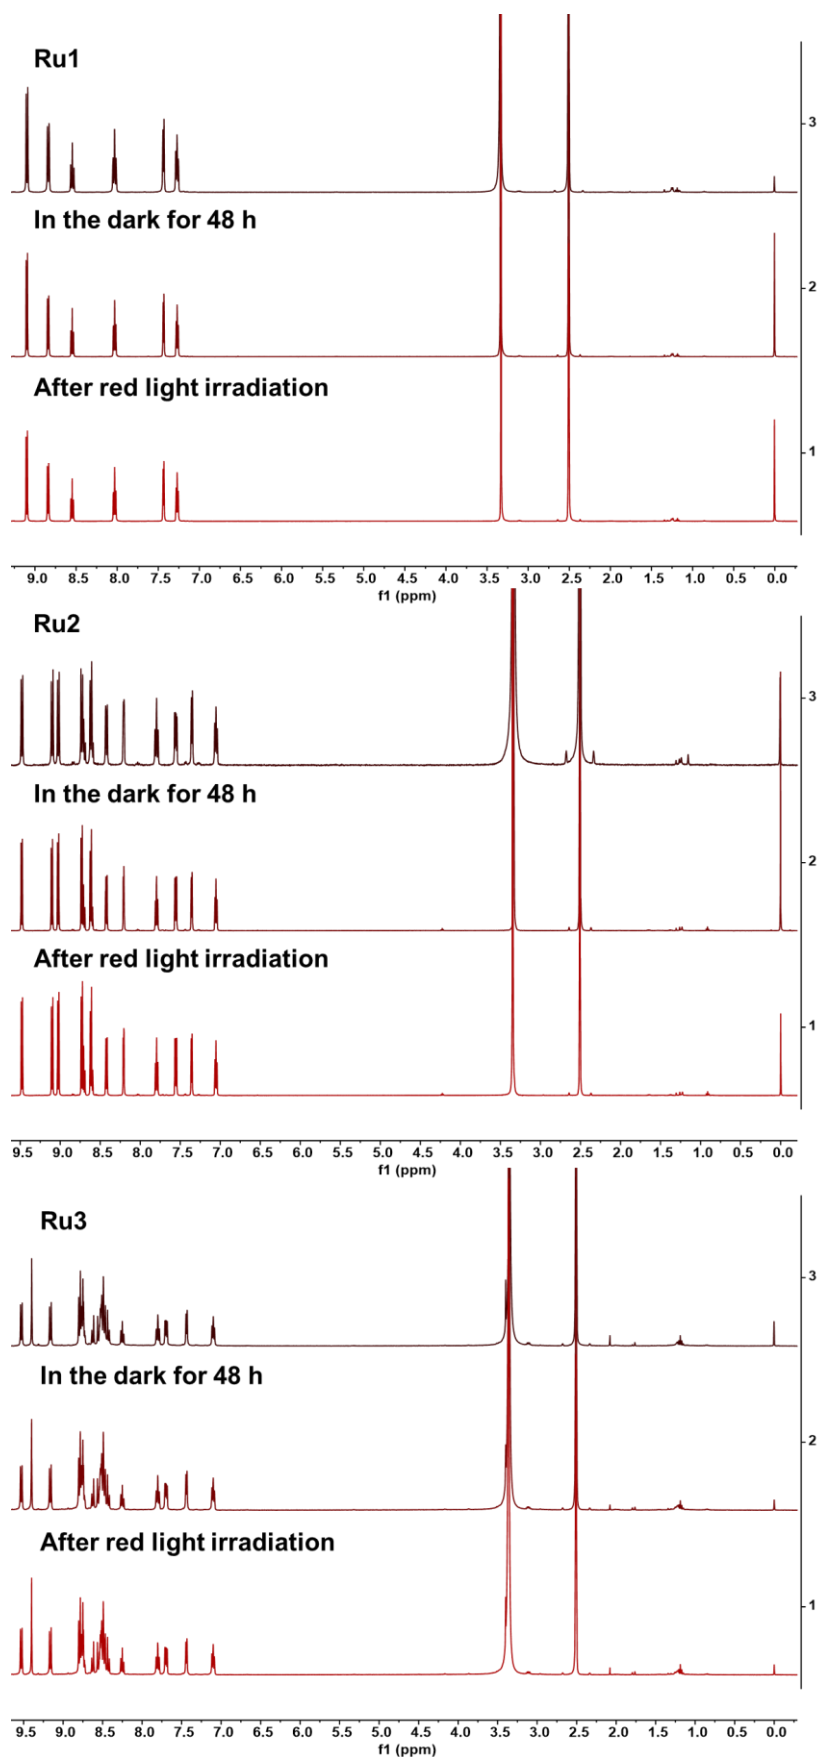 Ru1
3
In the dark for 48 h
2
After red light irradiation
1
9.0 8.5 8.0 7.5 7.0 6.5 6.0 5.5 5.0 4.5 4.0 3.5 3.0 2.5 2.0 1.5 1.0 0.5 0.0
f1 (ppm)
Ru2
3
In the dark for 48 h
2
After red light irradiation
1
9.5 9.0 8.5 8.0 7.5 7.0 6.5 6.0 5.5 5.0 4.5 4.0 3.5 3.0 2.5 2.0 1.5 1.0 0.5 0.0
f1 (ppm)
Ru3
3
In the dark for 48 h
2
After red light irradiation
1
9.5 9.0 8.5 8.0 7.5 7.0 6.5 6.0 5.5 5.0 4.5 4.0 3.5 3.0 2.5 2.0 1.5 1.0 0.5 0.0
f1 (ppm)